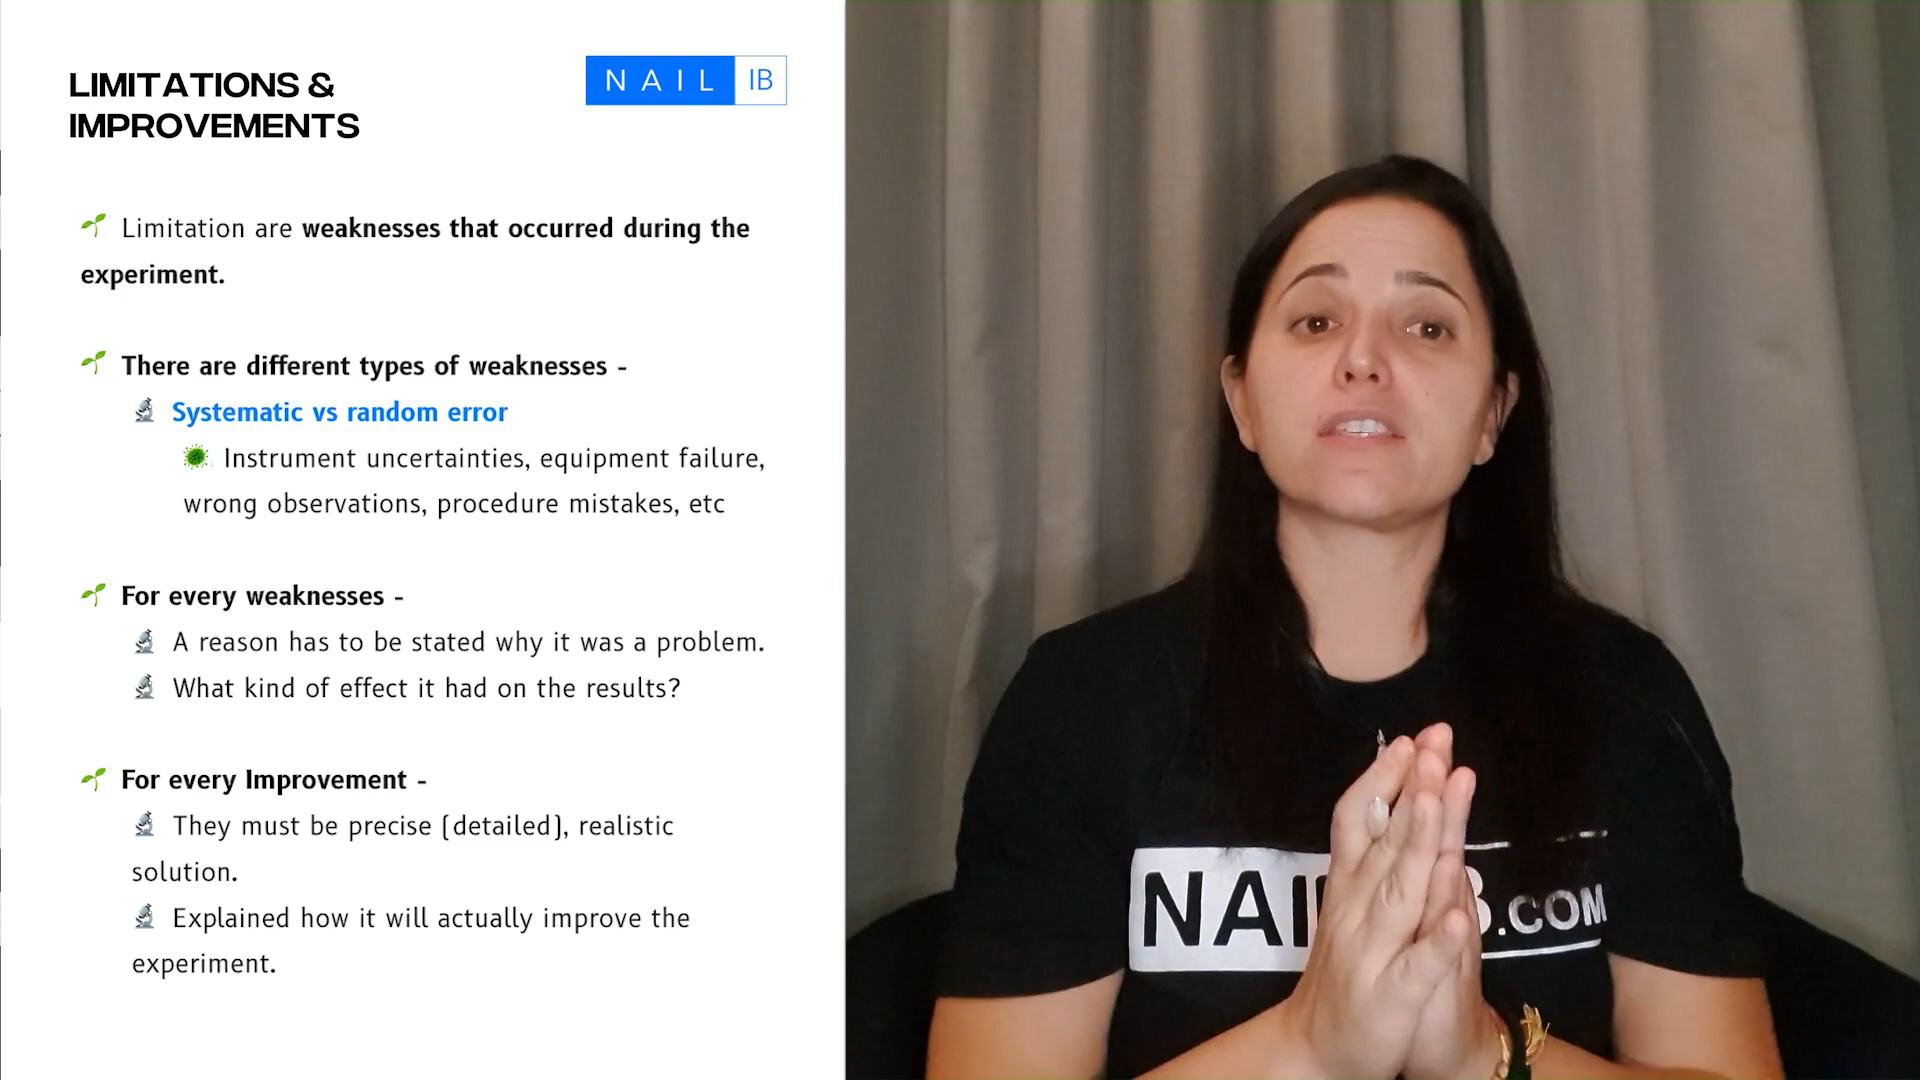 LIMITATIONS &
IMPROVEMENTS
NAIL IB
Limitation are weaknesses that occurred during the
experiment.
There are different types of weaknesses -
Systematic vs random error
Instrument uncertainties, equipment failure,
wrong observations, procedure mistakes, etc
For every weaknesses -
A reason has to be stated why it was a problem.
What kind of effect it had on the results?
For every Improvement -
They must be precise (detailed), realistic
solution.
Explained how it will actually improve the
experiment.
.COM